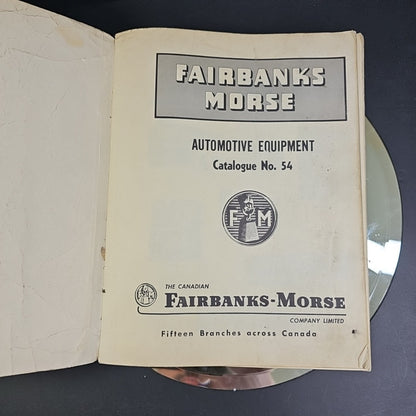 FAIRBANKS
MORSE
AUTOMOTIVE EQUIPMENT
Catalogue No. 54
F M
THE CANADIAN
FAIRBANKS-MORSE
COMPANY LIMITED
Fifteen Branches across Canada